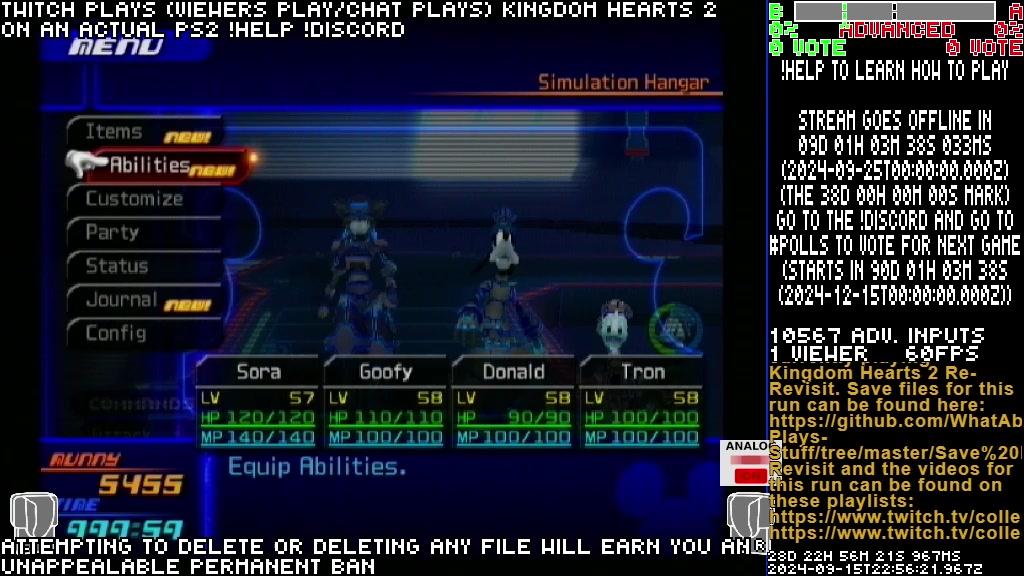 TWITCH PLAYS (VIEWERS PLAY/CHAT PLAYS) KINGDOM HEARTS 2
ON AN ACTUAL PS2 !HELP !DISCORD
MENU
Simulation Hangar
Items new!
Abilities new!
Customize
Party
Status
Journal new!
Config
COMMANDS
Attack
Sora
LV 57
HP 120/120
MP 140/140
Goofy
LV 58
HP 110/110
MP 100/100
Donald
LV 58
HP 90/90
MP 100/100
Tron
LV 58
HP 100/100
MP 100/100
MUNNY
5455
TIME
999:59
Equip Abilities.
ATTEMPTING TO DELETE OR DELETING ANY FILE WILL EARN YOU AN
UNAPPEALABLE PERMANENT BAN
ANALO
R
B A
0% ADVANCED 0%
0 VOTE 0 VOTE
!HELP TO LEARN HOW TO PLAY
STREAM GOES OFFLINE IN
09D 01H 03M 38S 033MS
(2024-09-25T00:00:00.000Z)
(THE 38D 00H 00M 00S MARK)
GO TO THE !DISCORD AND GO TO
#POLLS TO VOTE FOR NEXT GAME
(STARTS IN 90D 01H 03M 38S
(2024-12-15T00:00:00.000Z))
10567 ADV. INPUTS
1 VIEWER 60FPS
Kingdom Hearts 2 Re-
Revisit. Save files for this
run can be found here:
https://github.com/WhatAb
Plays-
Stuff/tree/master/Save%20
Revisit and the videos for
this run can be found on
these playlists:
https://www.twitch.tv/colle
https://www.twitch.tv/colle
28D 22H 56M 21S 967MS
2024-09-15T22:56:21.967Z